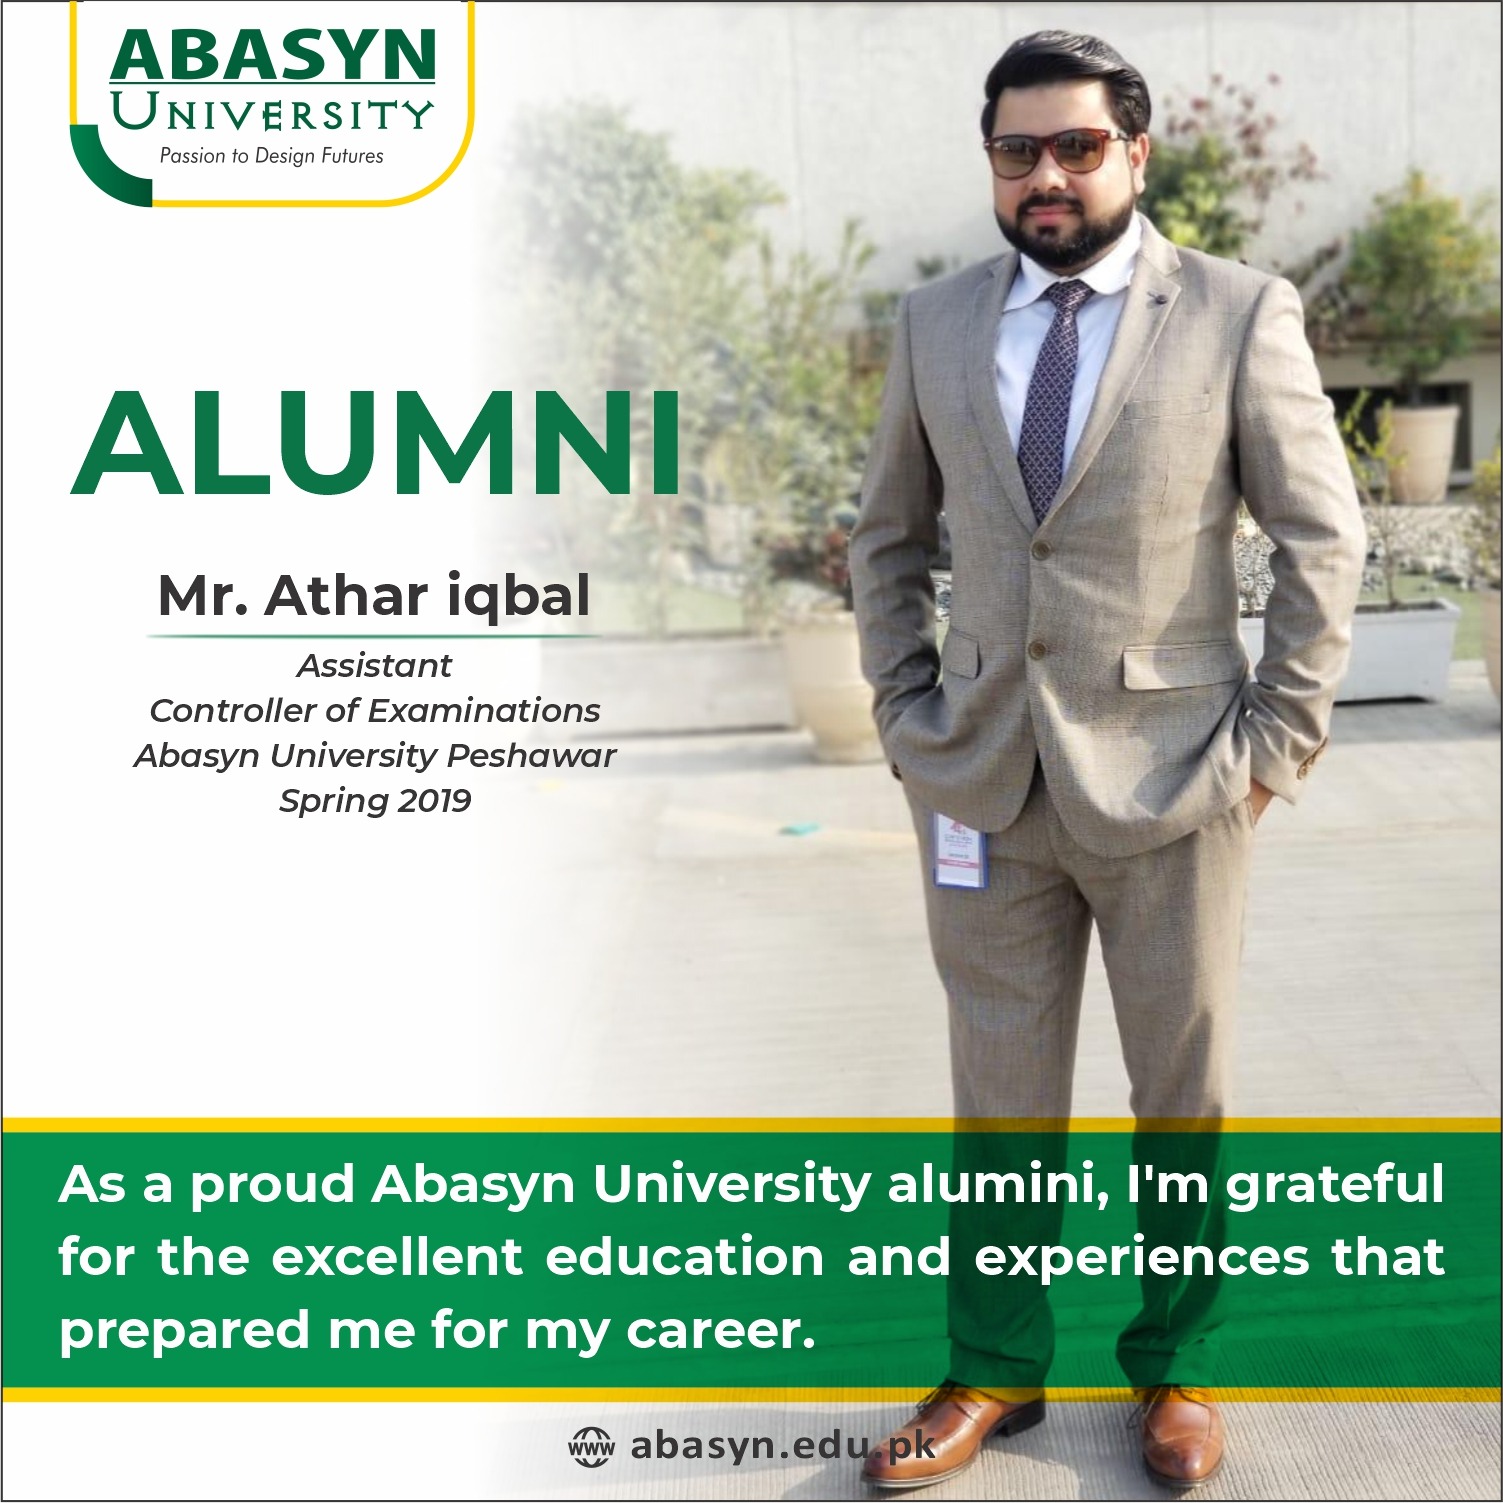 ABASYN
UNIVERSITY
Passion to Design Futures
ALUMNI
Mr. Athar iqbal
Assistant
Controller of Examinations
Abasyn University Peshawar
Spring 2019
As a proud Abasyn University alumini, I'm grateful
for the excellent education and experiences that
prepared me for my career.
www abasyn.edu.pk